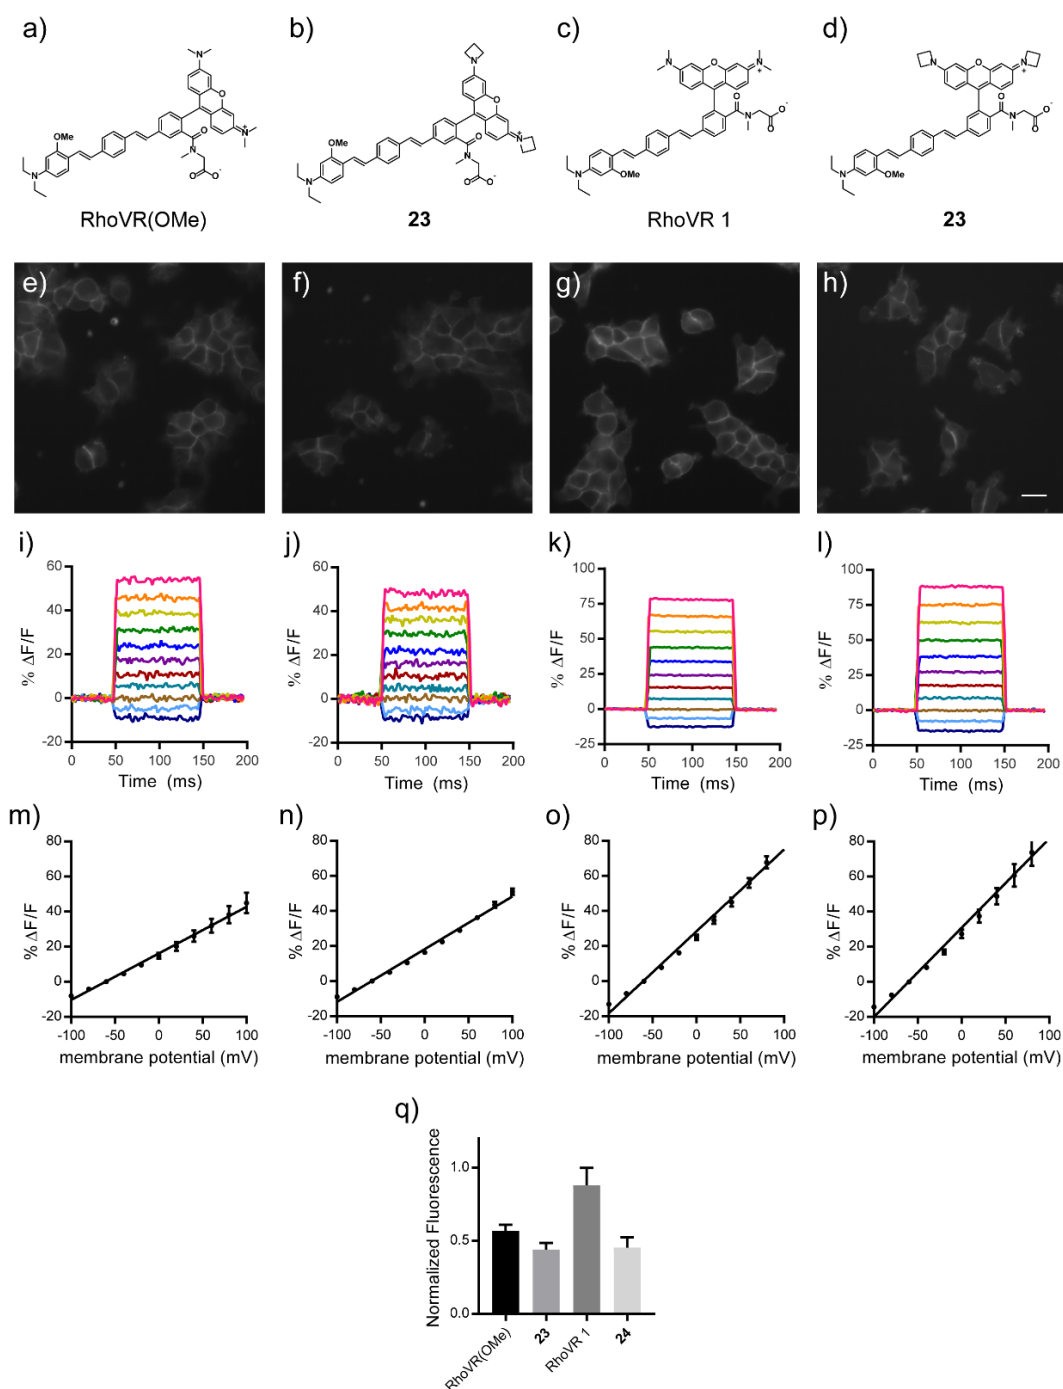 a)
b)
c)
d)
N
O
N
+
O
N
O
O
-
OMe
N
RhoVR(OMe)
N
O
N
+
O
N
O
O
-
OMe
N
23
N
O
N
+
O
N
O
O
-
N
OMe
RhoVR 1
N
O
N
+
O
N
O
O
-
N
OMe
23
e)
f)
g)
h)
i)
% ΔF/F
60
40
20
0
-20
0 50 100 150 200
Time (ms)
j)
% ΔF/F
60
40
20
0
-20
0 50 100 150 200
Time (ms)
k)
% ΔF/F
100
75
50
25
0
-25
0 50 100 150 200
Time (ms)
l)
% ΔF/F
100
75
50
25
0
-25
0 50 100 150 200
Time (ms)
m)
% ΔF/F
80
60
40
20
0
-20
-100 -50 0 50 100
membrane potential (mV)
n)
% ΔF/F
80
60
40
20
0
-20
-100 -50 0 50 100
membrane potential (mV)
o)
% ΔF/F
80
60
40
20
0
-20
-100 -50 0 50 100
membrane potential (mV)
p)
% ΔF/F
80
60
40
20
0
-20
-100 -50 0 50 100
membrane potential (mV)
q)
Normalized Fluorescence
1.0
0.5
0.0
RhoVR(OMe)
23
RhoVR 1
24